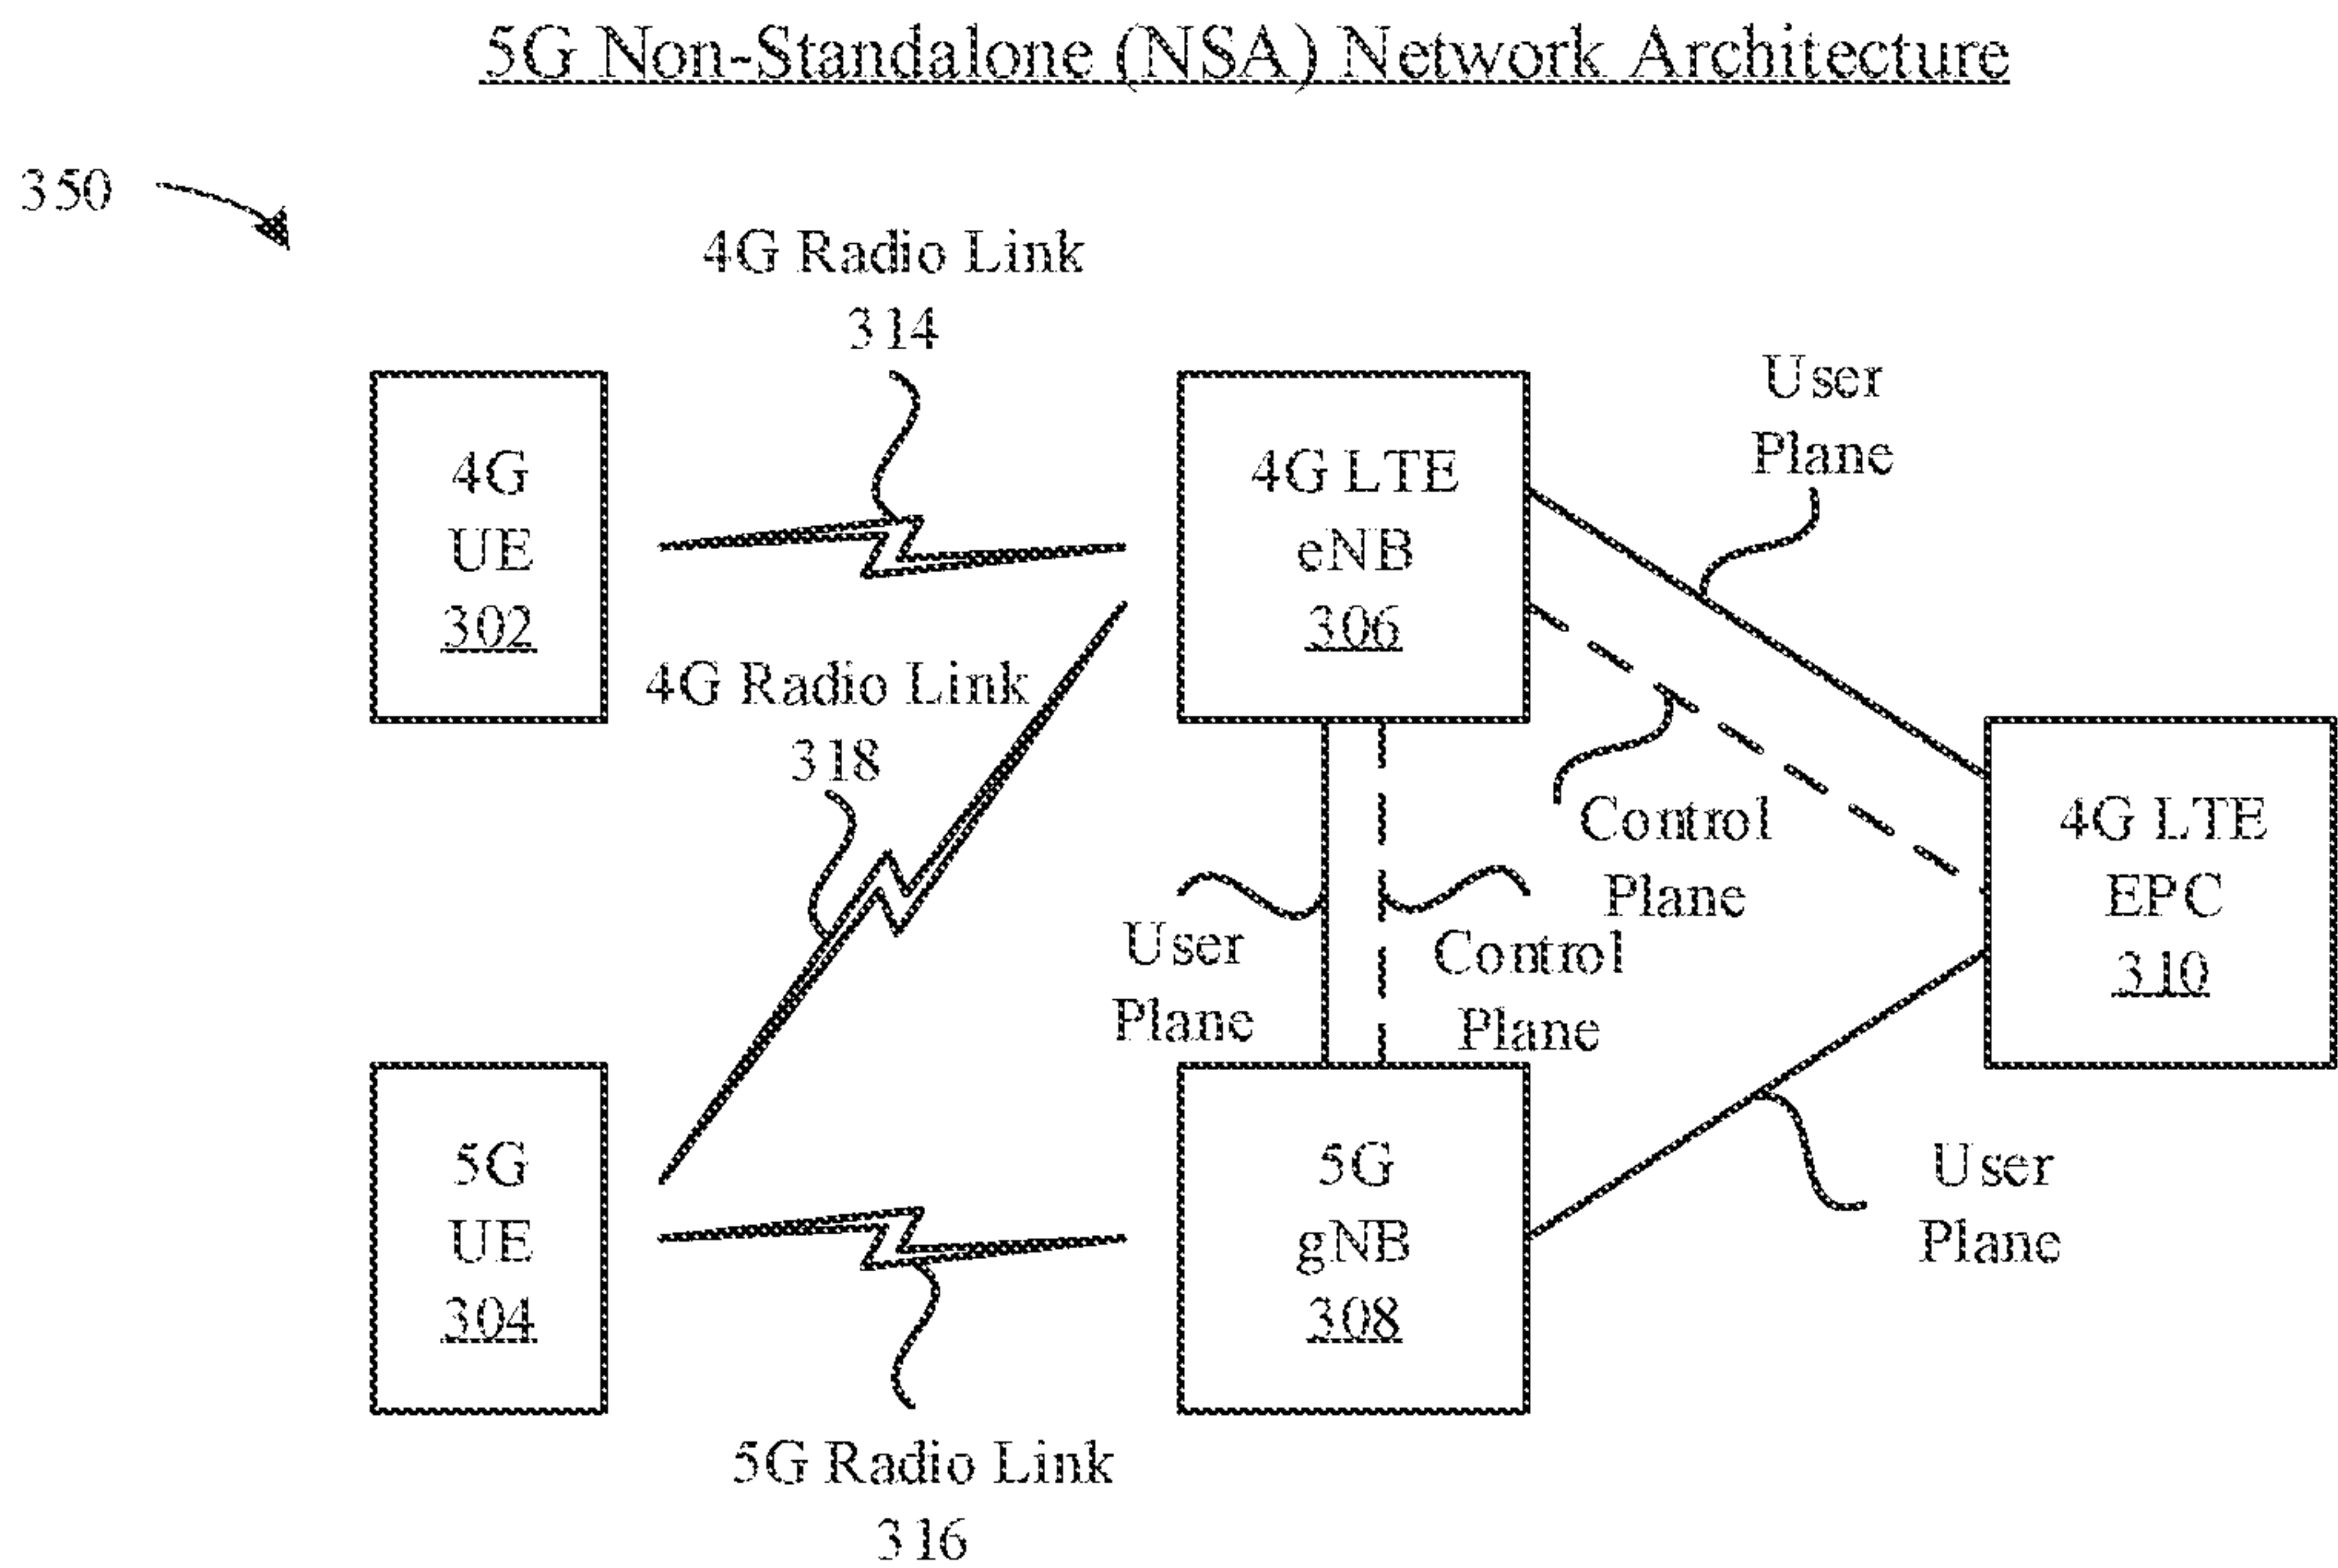 5G Non-Standalone (NSA) Network Architecture
350
4G Radio Link
314
4G
UE
302
4G LTE
eNB
306
User
Plane
4G Radio Link
318
Control
Plane
User
Plane
Control
Plane
4G LTE
EPC
310
5G
UE
304
5G
gNB
308
User
Plane
5G Radio Link
316